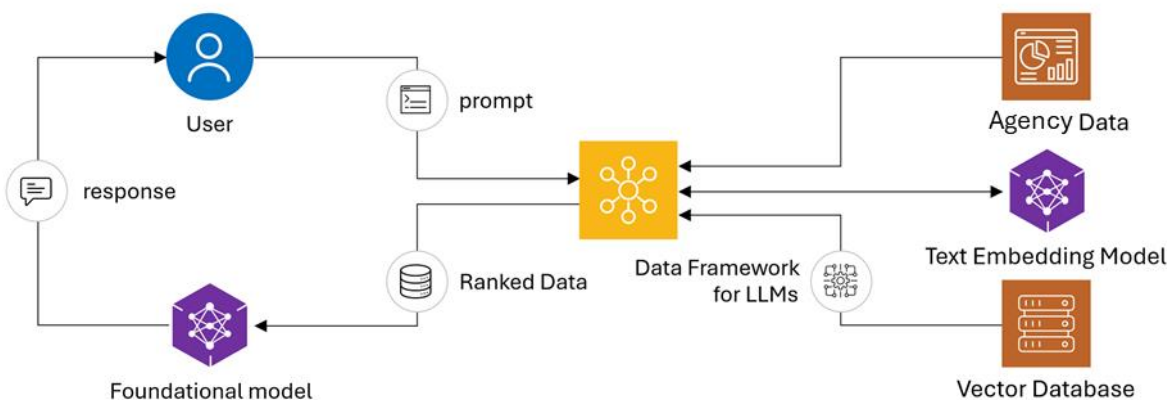 User
prompt
Agency Data
response
Text Embedding Model
Data Framework
for LLMs
Ranked Data
Foundational model
Vector Database